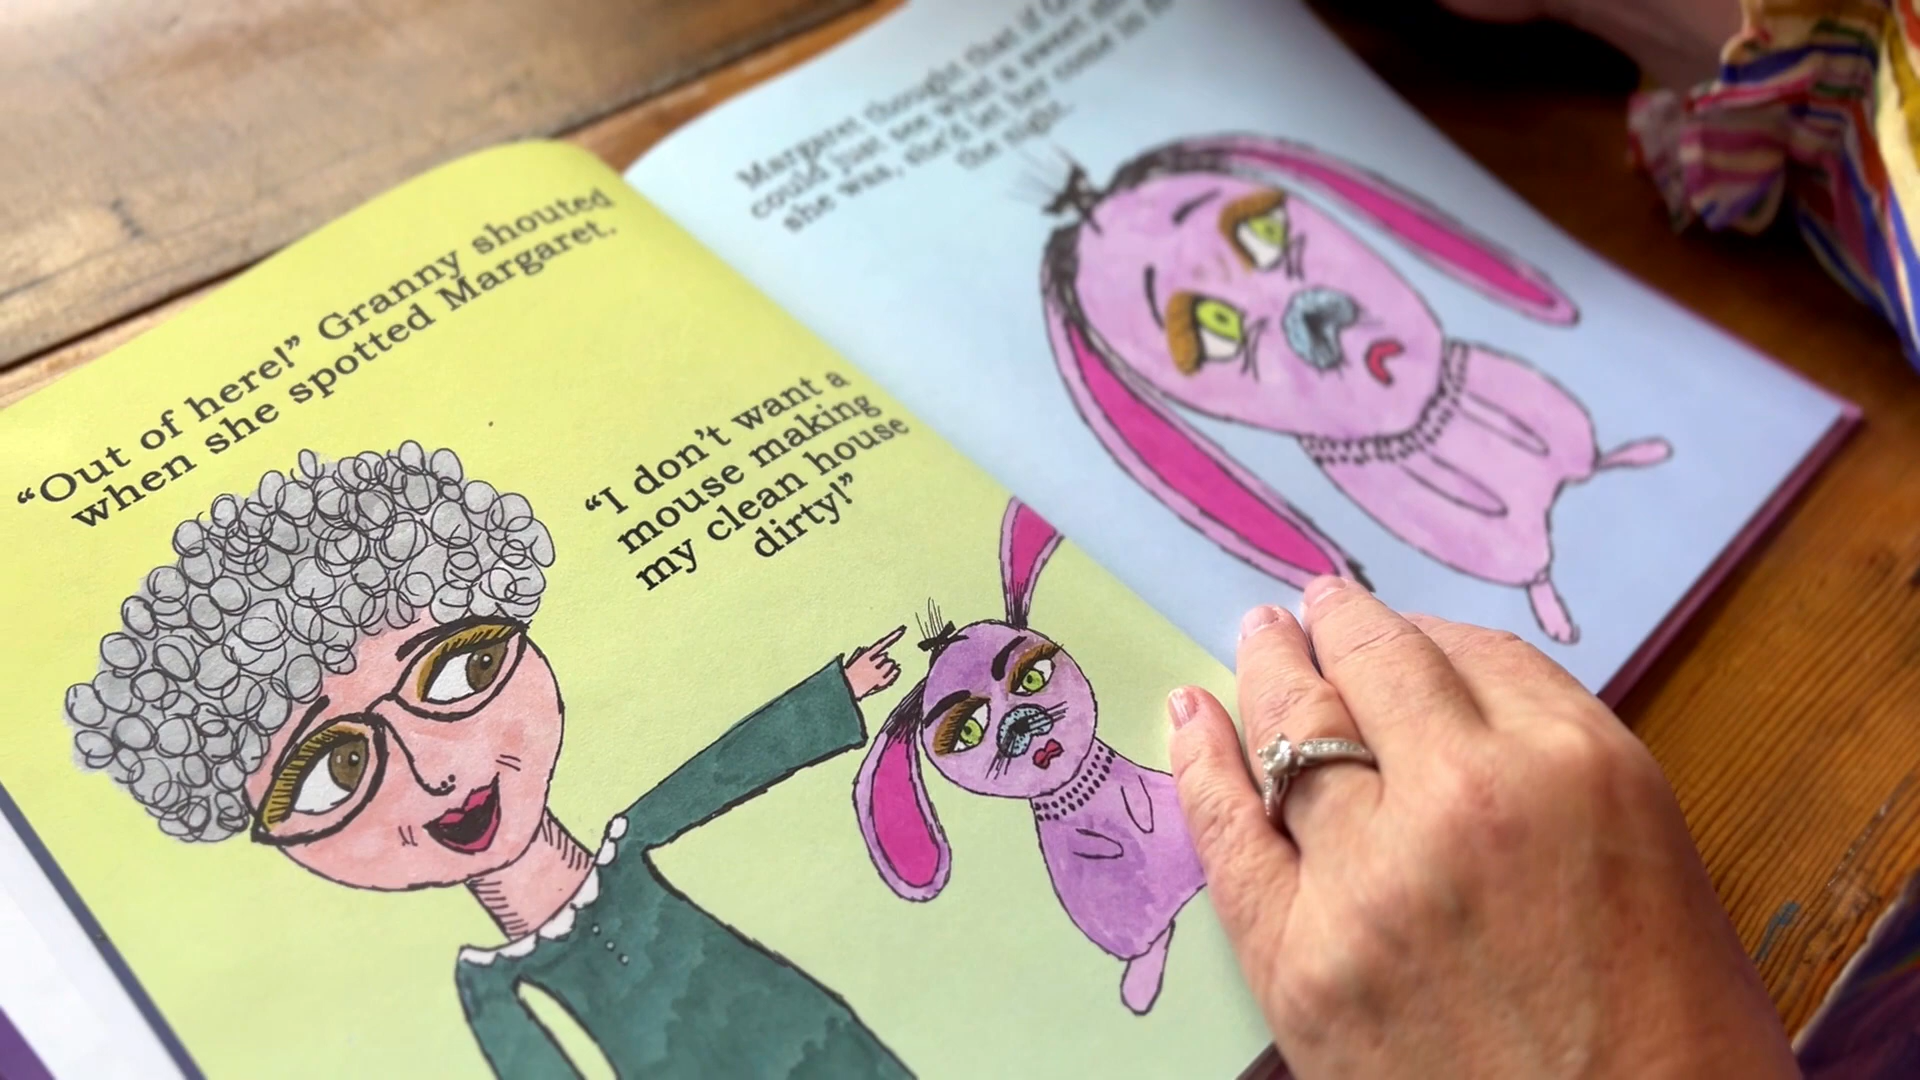 “Out of here!” Granny shouted
when she spotted Margaret.
“I don’t want a
mouse making
my clean house
dirty!”
Margaret thought that if
could just see what a sweet
she was, she’d let her come in
the night.